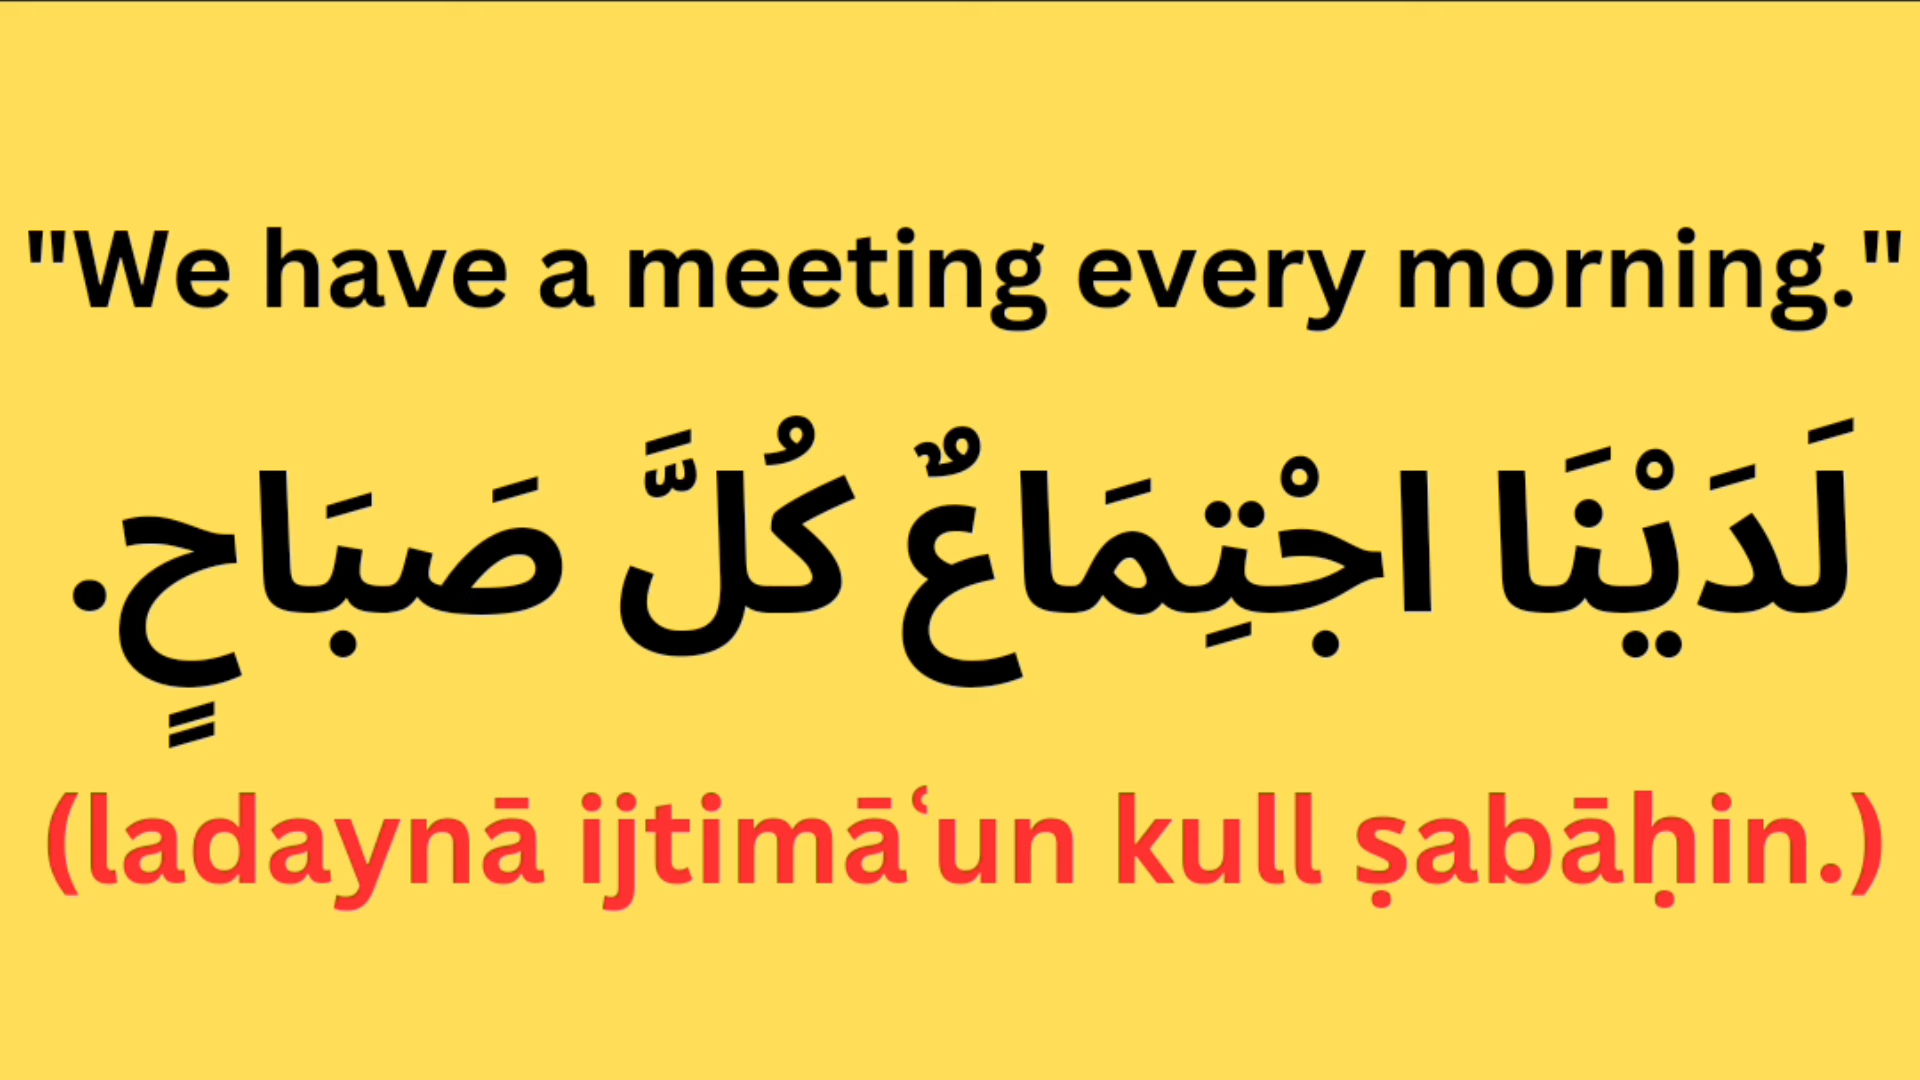 "We have a meeting every morning."
لَدَيْنَا اجْتِمَاعٌ كُلَّ صَبَاحٍ.
(ladaynā ijtimāʿun kull ṣabāḥin.)